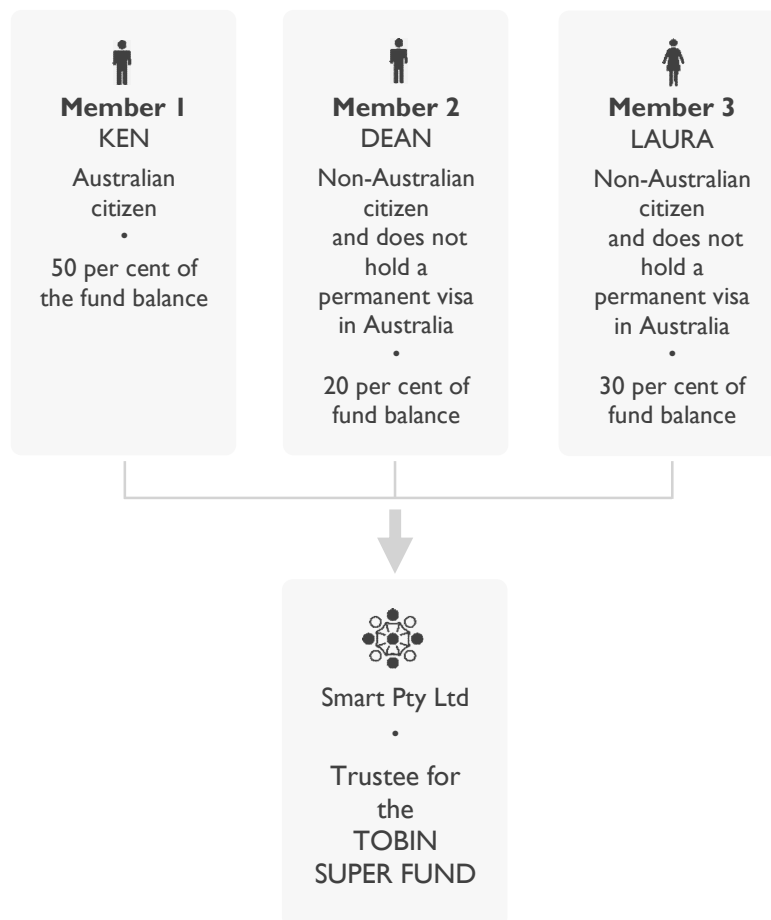 Member 1
KEN
Australian
citizen
•
50 per cent of
the fund balance
Member 2
DEAN
Non-Australian
citizen
and does not
hold a
permanent visa
in Australia
•
20 per cent of
fund balance
Member 3
LAURA
Non-Australian
citizen
and does not
hold a
permanent visa
in Australia
•
30 per cent of
fund balance
Smart Pty Ltd
•
Trustee for
the
TOBIN
SUPER FUND